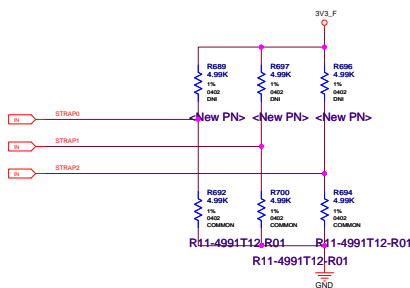 3V3_F
R689
4.99K
1%
0402
DNI
<New PN>
R697
4.99K
1%
0402
DNI
<New PN>
R696
4.99K
1%
0402
DNI
<New PN>
IN
STRAP0
IN
STRAP1
IN
STRAP2
R692
4.99K
1%
0402
COMMON
R11-4991T12-R01
R700
4.99K
1%
0402
COMMON
R11-4991T12-R01
R694
4.99K
1%
0402
COMMON
R11-4991T12-R01
GND